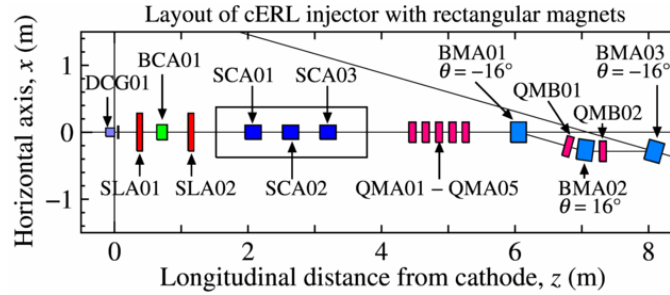 Layout of cERL injector with rectangular magnets
BMA01 BMA03
BCA01 SCA01 SCA03 θ = −16° θ = −16°
DCG01 QMB01
QMB02
SLA01 SLA02 SCA02 QMA01 − QMA05 BMA02
θ = 16°
Horizontal axis, x (m)
1
0
−1
0 2 4 6 8
Longitudinal distance from cathode, z (m)